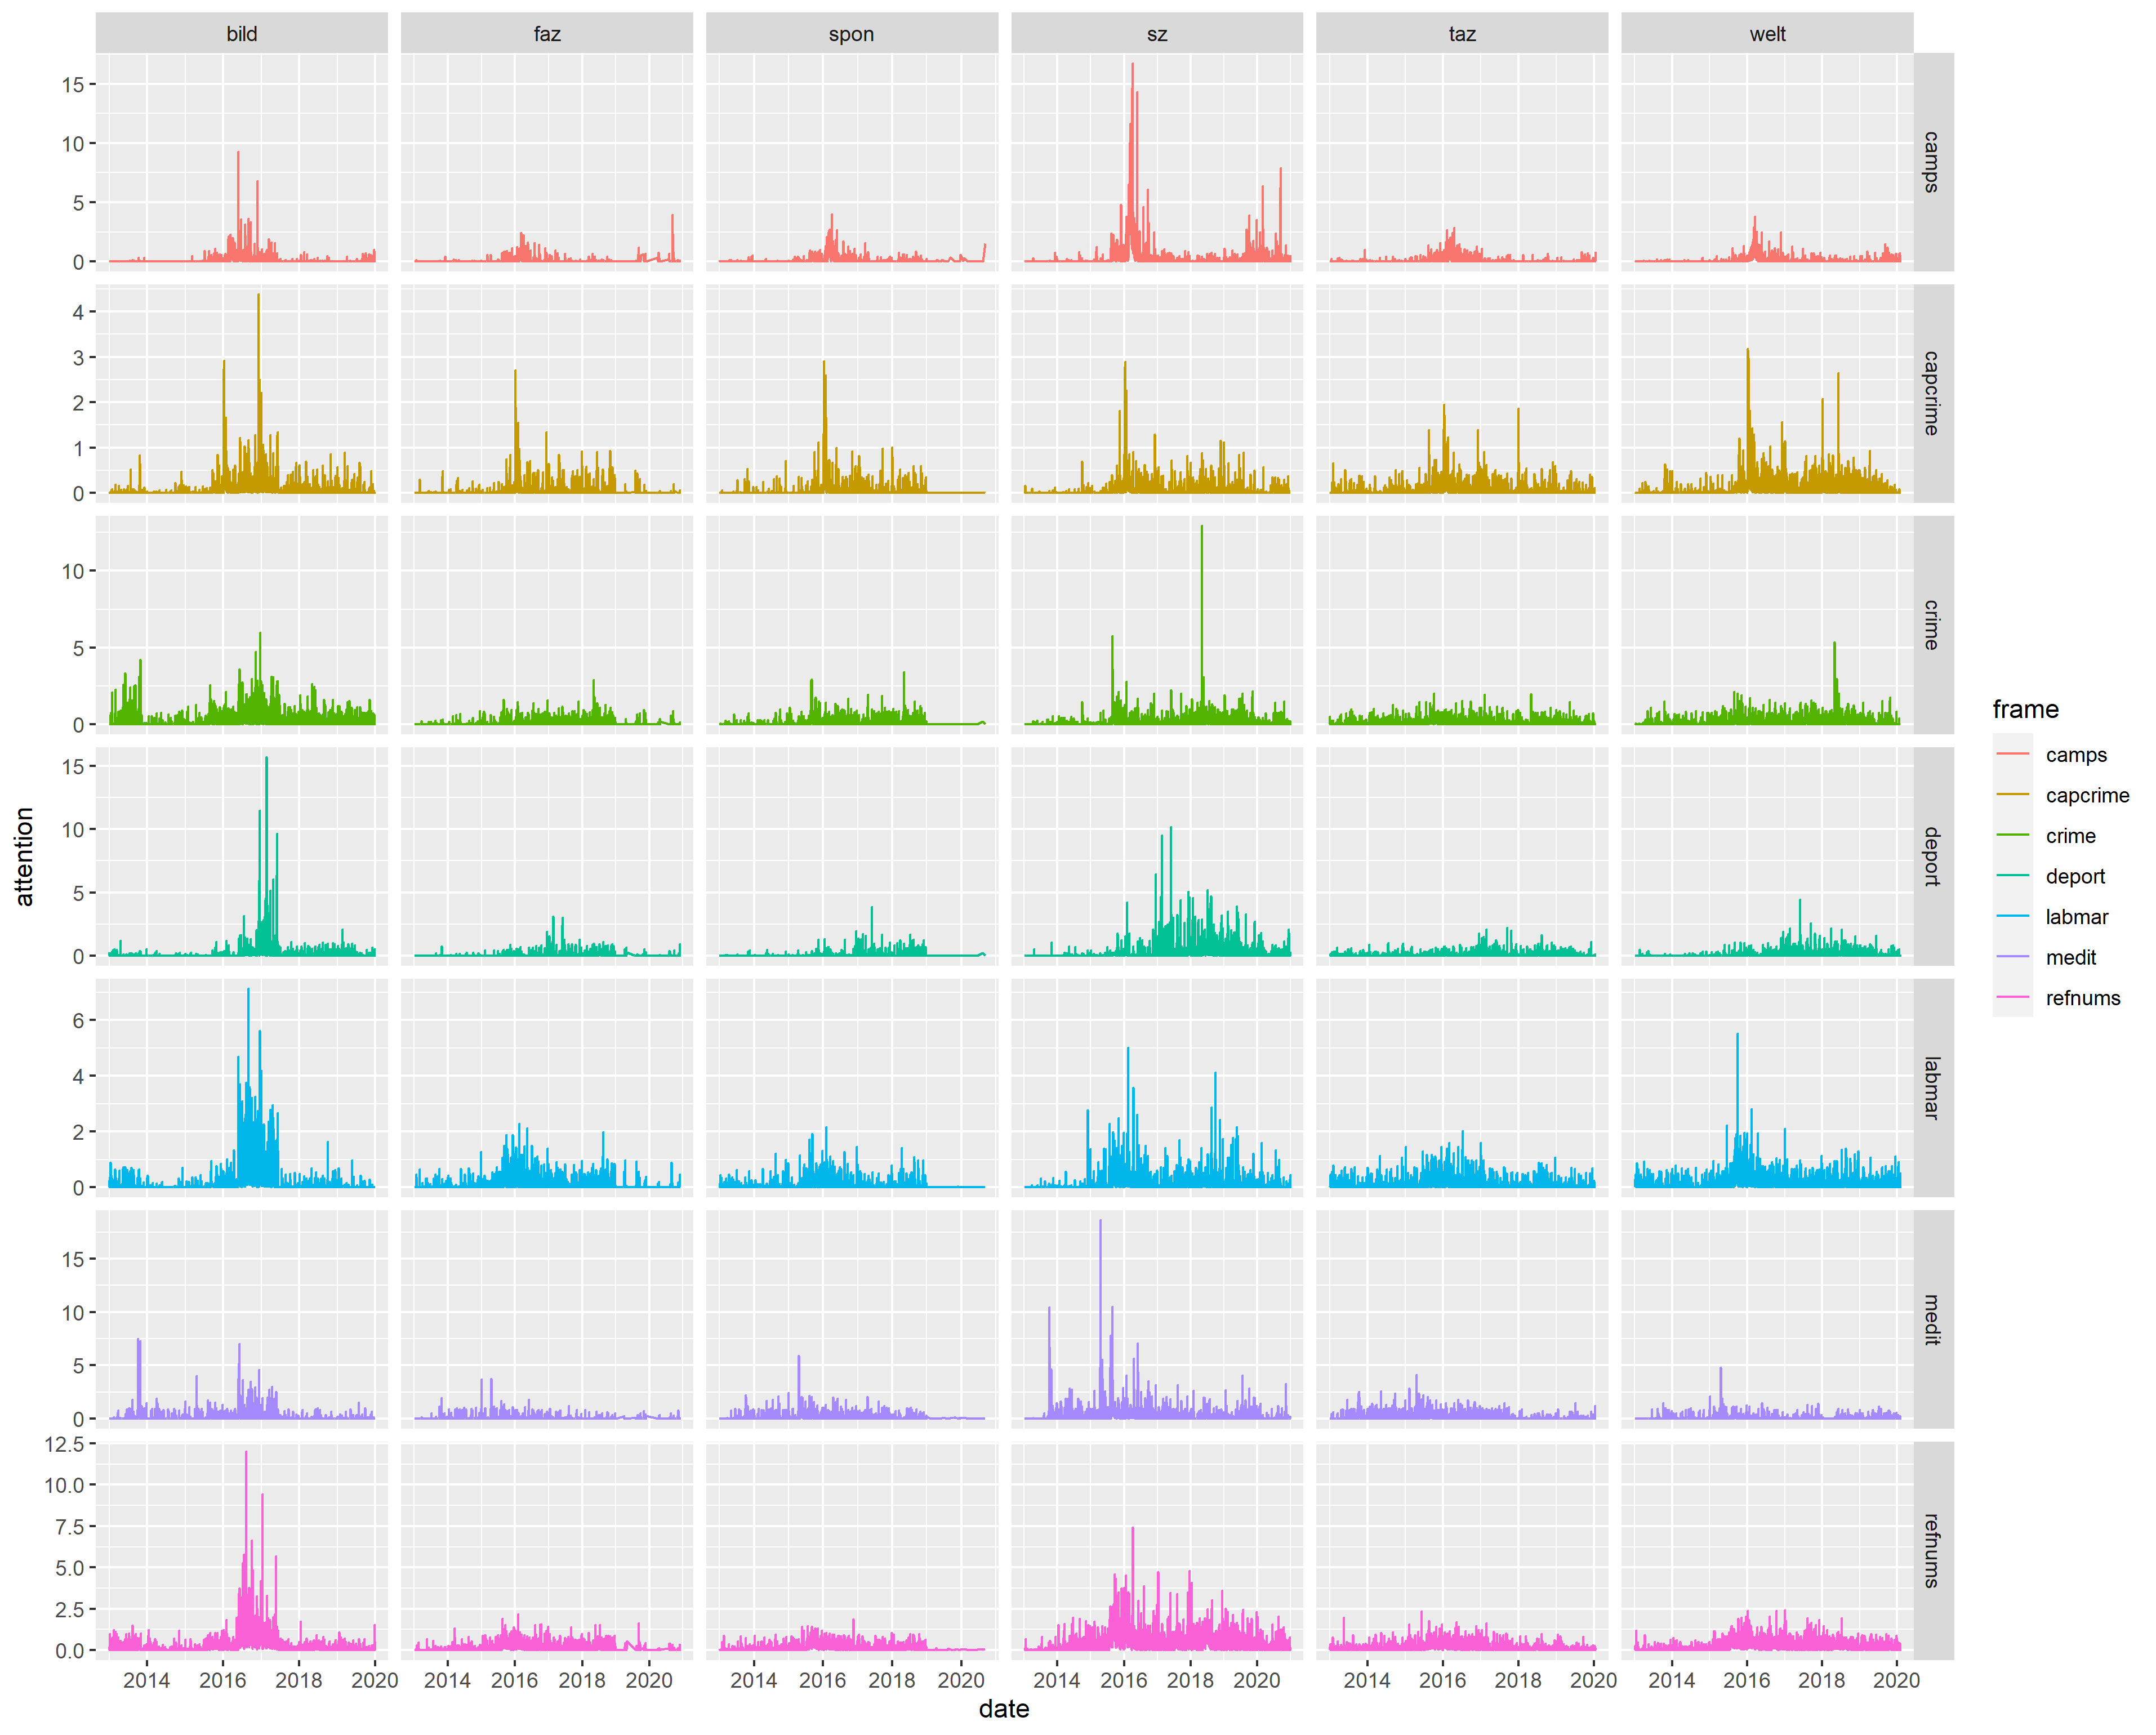 bild faz spon sz taz welt
15
10
5
0
camps
4
3
2
1
0
capcrime
10
5
0
crime
15
10
5
0
deport
6
4
2
0
labmar
15
10
5
0
medit
12.5
10.0
7.5
5.0
2.5
0.0
refnums
2014 2016 2018 2020 2014 2016 2018 2020 2014 2016 2018 2020 2014 2016 2018 2020 2014 2016 2018 2020 2014 2016 2018 2020
date
attention
frame
camps
capcrime
crime
deport
labmar
medit
refnums